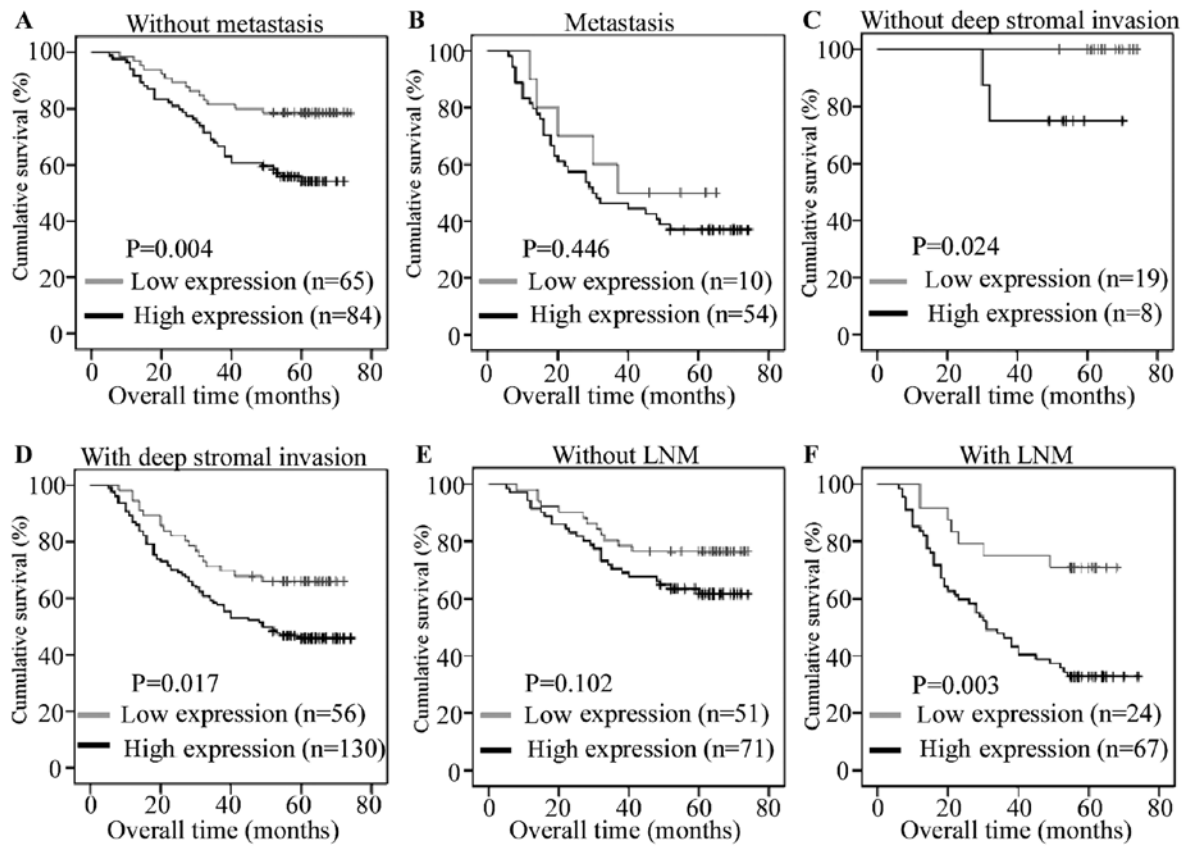 A
Without metastasis
Cumulative survival (%)
100
80
60
40
20
0
P=0.004
Low expression (n=65)
High expression (n=84)
0 20 40 60 80
Overall time (months)
B
Metastasis
Cumulative survival (%)
100
80
60
40
20
0
P=0.446
Low expression (n=10)
High expression (n=54)
0 20 40 60 80
Overall time (months)
C
Without deep stromal invasion
Cumulative survival (%)
100
80
60
40
20
0
P=0.024
Low expression (n=19)
High expression (n=8)
0 20 40 60 80
Overall time (months)
D
With deep stromal invasion
Cumulative survival (%)
100
80
60
40
20
0
P=0.017
Low expression (n=56)
High expression (n=130)
0 20 40 60 80
Overall time (months)
E
Without LNM
Cumulative survival (%)
100
80
60
40
20
0
P=0.102
Low expression (n=51)
High expression (n=71)
0 20 40 60 80
Overall time (months)
F
With LNM
Cumulative survival (%)
100
80
60
40
20
0
P=0.003
Low expression (n=24)
High expression (n=67)
0 20 40 60 80
Overall time (months)